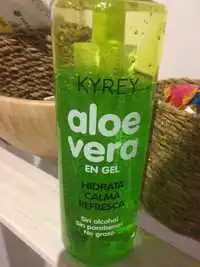 KYREY
aloe
vera
EN GEL
HIDRATA
CALMA
REFRESCA
Sin alcohol
Sin parabenos
No graso